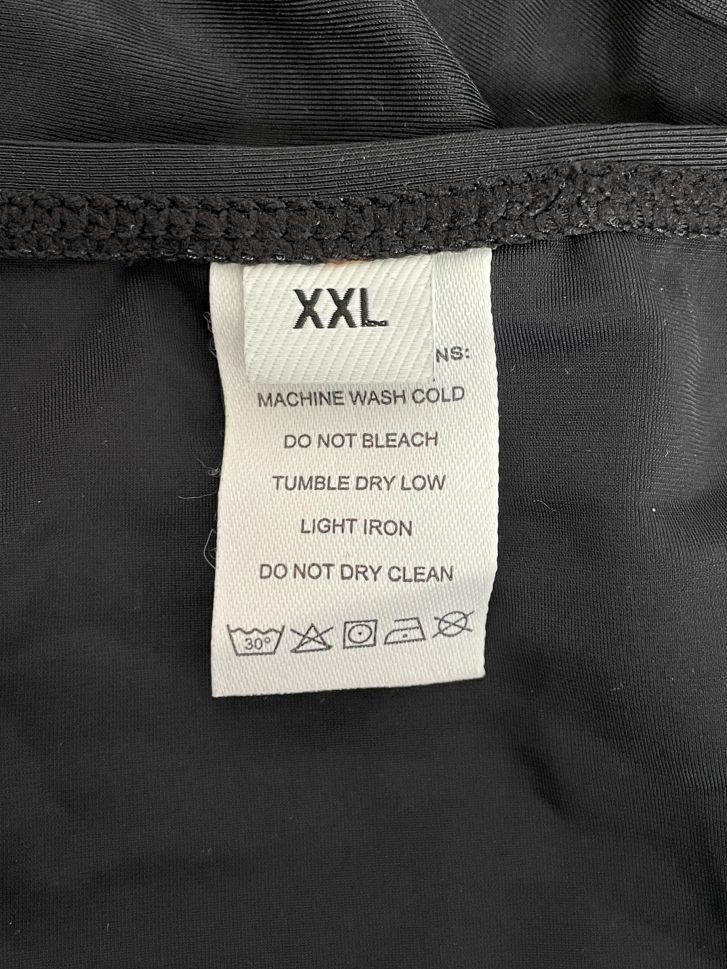 XXL
NS:
MACHINE WASH COLD
DO NOT BLEACH
TUMBLE DRY LOW
LIGHT IRON
DO NOT DRY CLEAN
30°